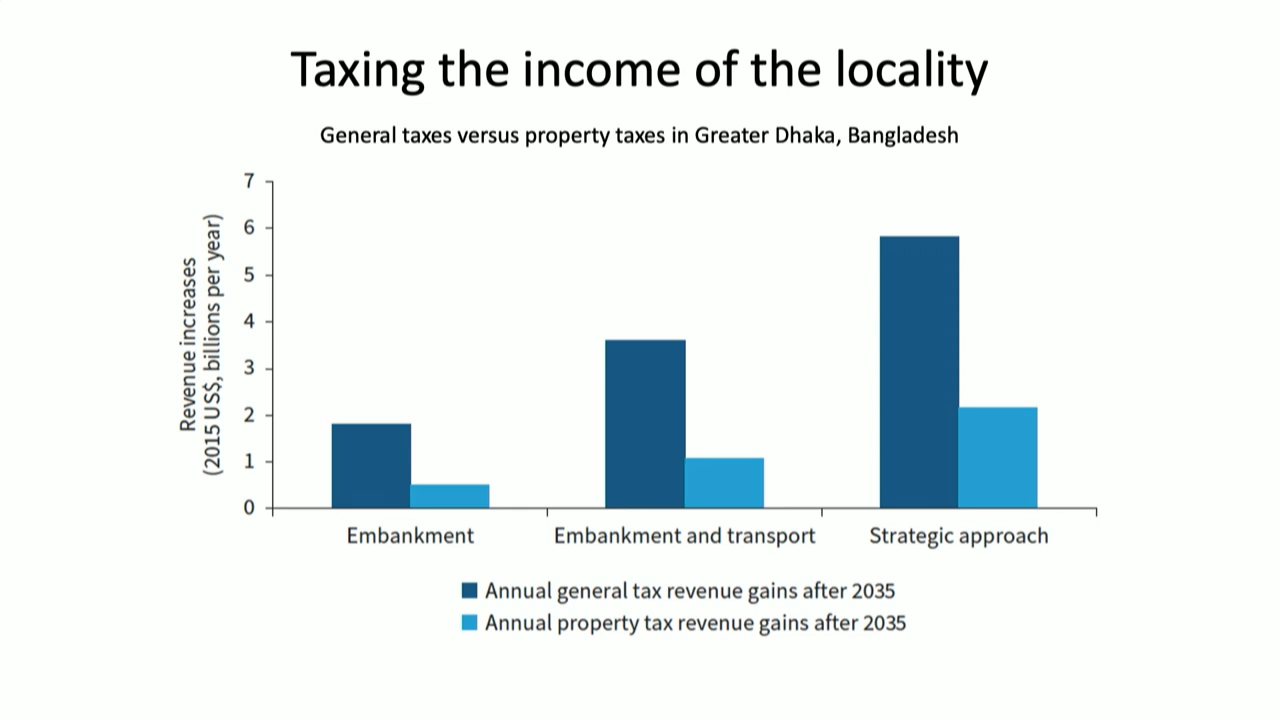 Taxing the income of the locality
General taxes versus property taxes in Greater Dhaka, Bangladesh
Revenue increases
(2015 US$, billions per year)
7
6
5
4
3
2
1
0
Embankment
Embankment and transport
Strategic approach
Annual general tax revenue gains after 2035
Annual property tax revenue gains after 2035